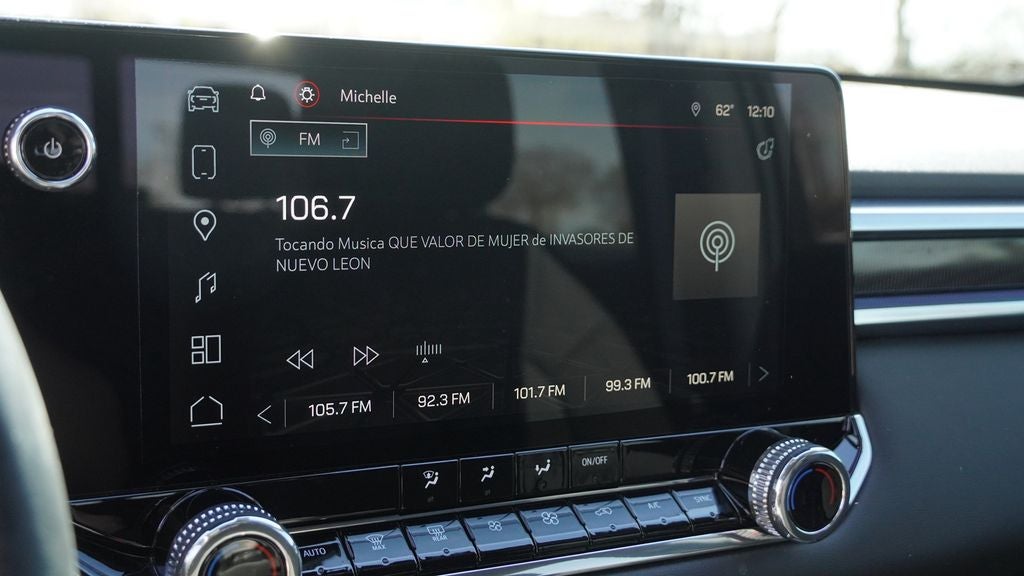 Michelle
62° 12:10
FM
106.7
Tocando Musica QUE VALOR DE MUJER de INVASORES DE
NUEVO LEON
105.7 FM 92.3 FM 101.7 FM 99.3 FM 100.7 FM
ON/OFF
AUTO MAX REAR A/C SYNC